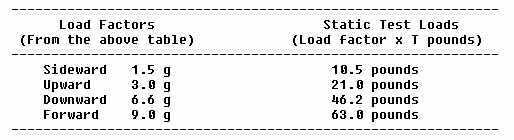 Load Factors Static Test Loads
(From the above table) (Load factor x T pounds)
Sideward 1.5 g 10.5 pounds
Upward 3.0 g 21.0 pounds
Downward 6.6 g 46.2 pounds
Forward 9.0 g 63.0 pounds